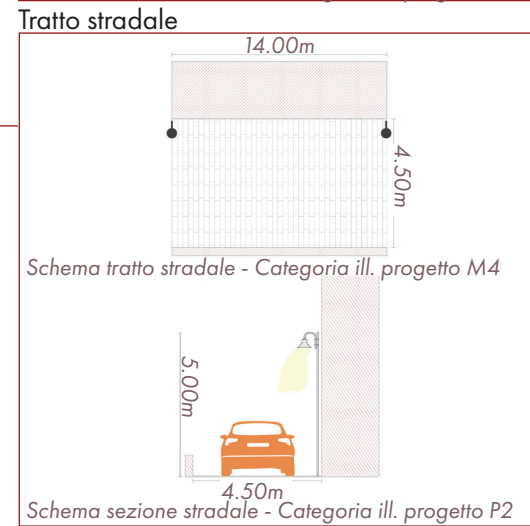 Tratto stradale
14.00m
4.50m
Schema tratto stradale - Categoria ill. progetto M4
5.00m
4.50m
Schema sezione stradale - Categoria ill. progetto P2